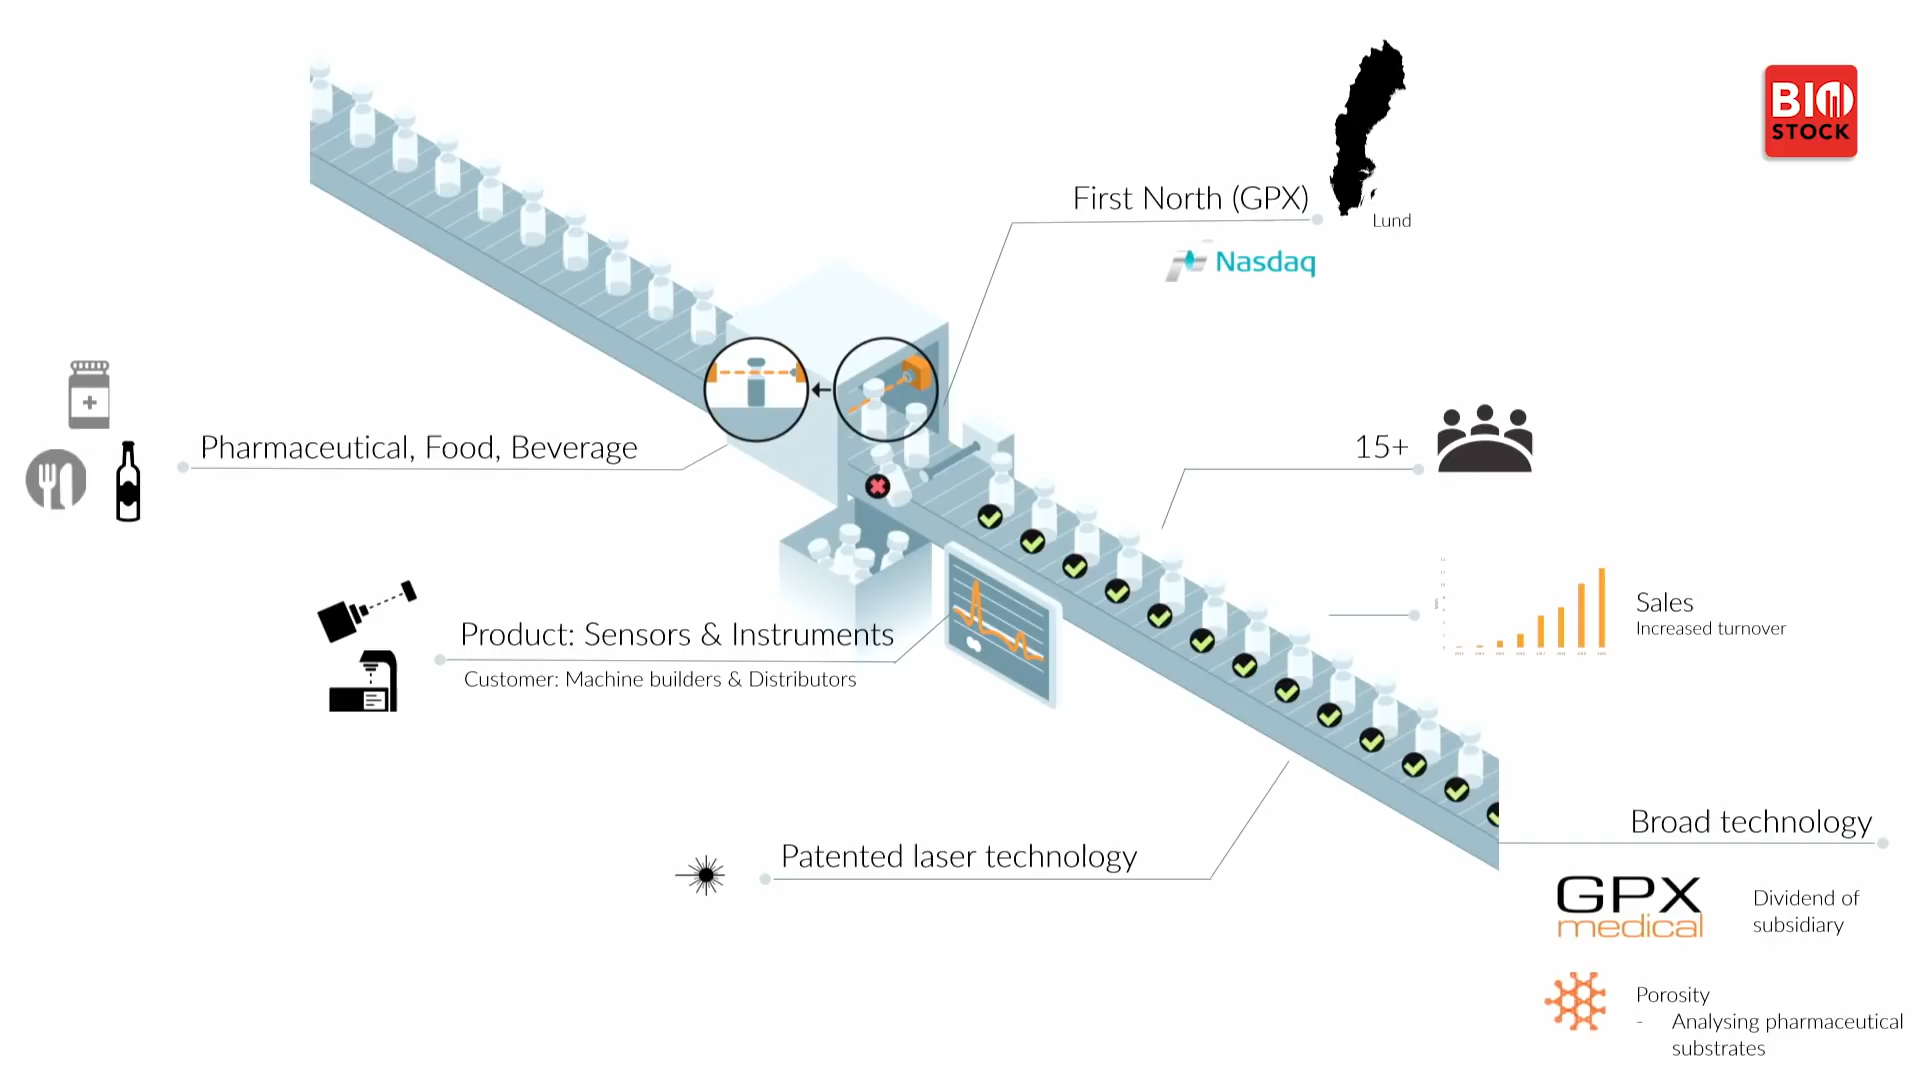 BIO
STOCK
First North (GPX)
Lund
Nasdaq
Pharmaceutical, Food, Beverage
15+
Sales
Increased turnover
Product: Sensors & Instruments
Customer: Machine builders & Distributors
Patented laser technology
Broad technology
GPX
medical
Dividend of
subsidiary
Porosity
- Analysing pharmaceutical
substrates